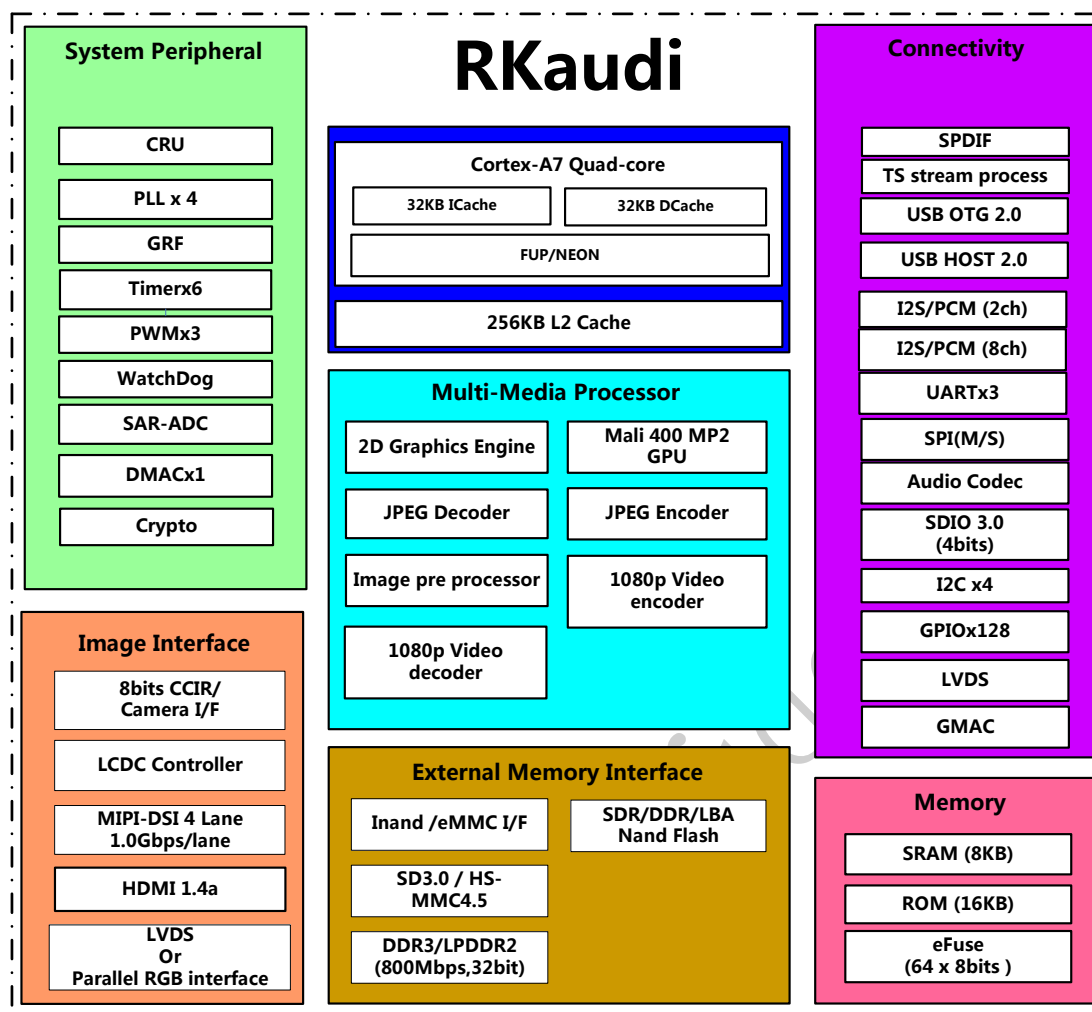 RKaudi
System Peripheral
CRU
PLL x 4
GRF
Timerx6
PWMx3
WatchDog
SAR-ADC
DMACx1
Crypto
Image Interface
8bits CCIR/
Camera I/F
LCDC Controller
MIPI-DSI 4 Lane
1.0Gbps/lane
HDMI 1.4a
LVDS
Or
Parallel RGB interface
Cortex-A7 Quad-core
32KB ICache
32KB DCache
FUP/NEON
256KB L2 Cache
Multi-Media Processor
2D Graphics Engine
Mali 400 MP2
GPU
JPEG Decoder
JPEG Encoder
Image pre processor
1080p Video
encoder
1080p Video
decoder
External Memory Interface
Inand /eMMC I/F
SDR/DDR/LBA
Nand Flash
SD3.0 / HS-
MMC4.5
DDR3/LPDDR2
(800Mbps,32bit)
Connectivity
SPDIF
TS stream process
USB OTG 2.0
USB HOST 2.0
I2S/PCM (2ch)
I2S/PCM (8ch)
UARTx3
SPI(M/S)
Audio Codec
SDIO 3.0
(4bits)
I2C x4
GPIOx128
LVDS
GMAC
Memory
SRAM (8KB)
ROM (16KB)
eFuse
(64 x 8bits )